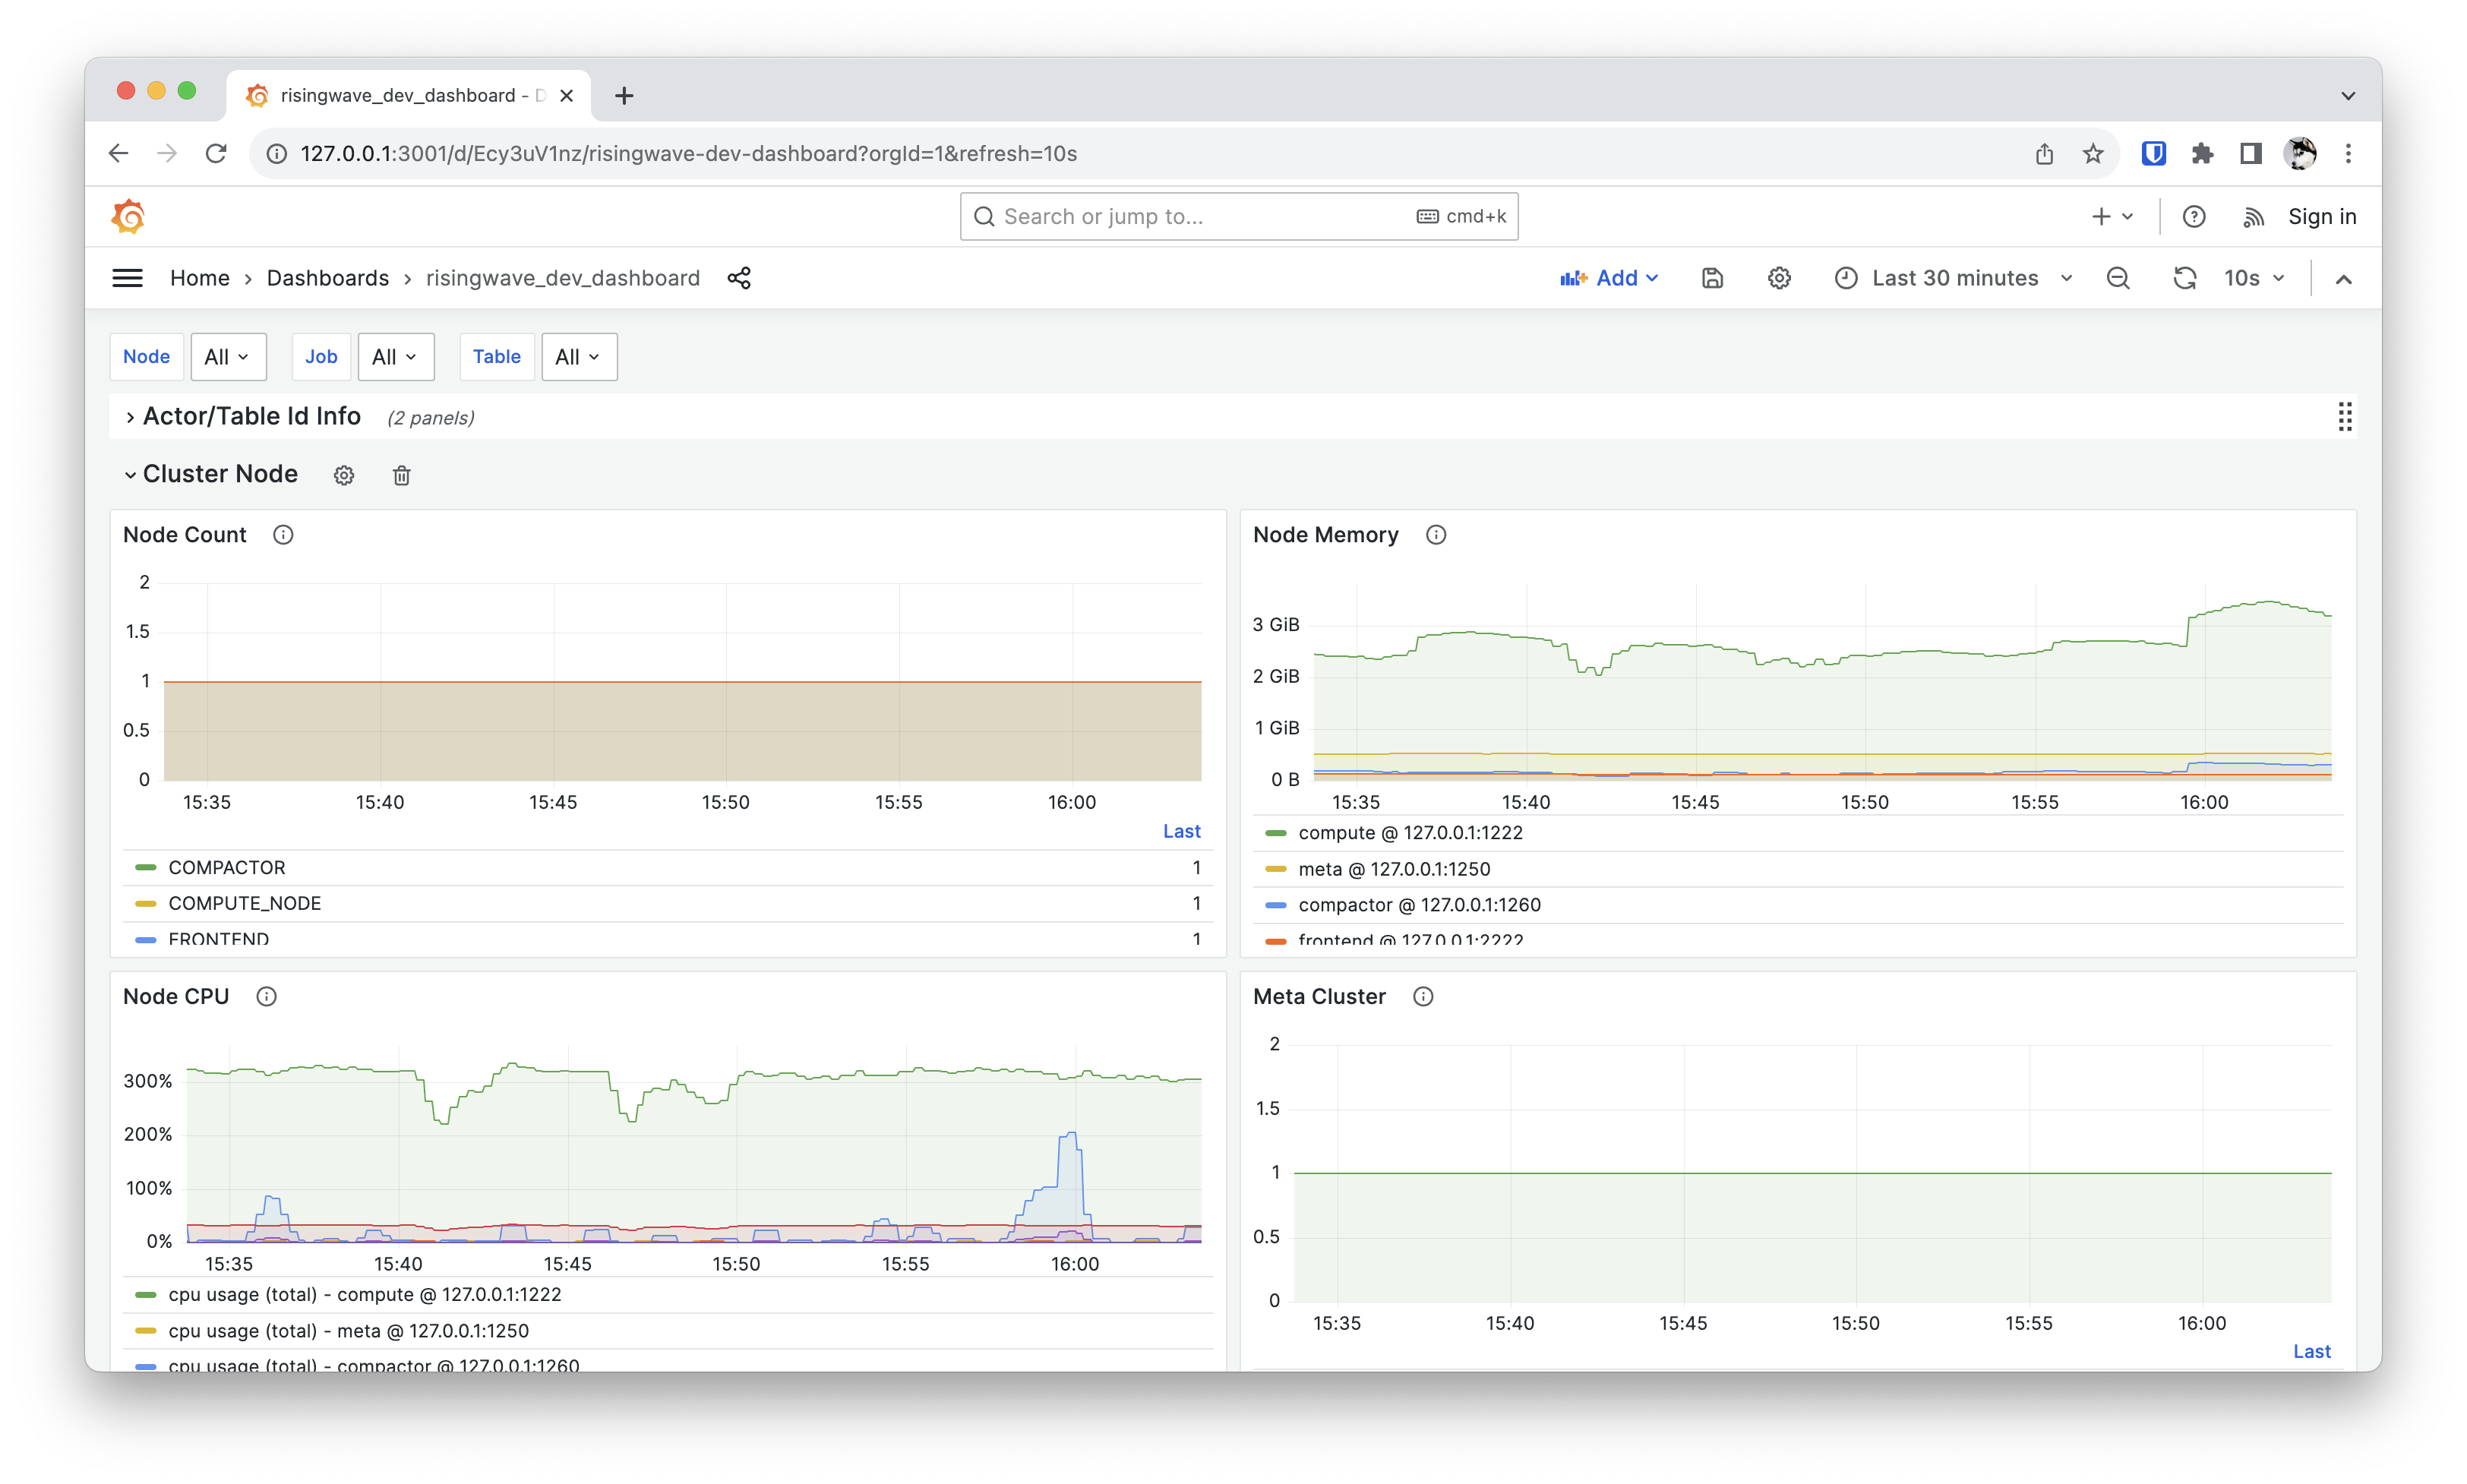 risingwave_dev_dashboard - D
127.0.0.1:3001/d/Ecy3uV1nz/risingwave-dev-dashboard?orgId=1&refresh=10s
Search or jump to... cmd+k
Sign in
Home › Dashboards › risingwave_dev_dashboard
Add Last 30 minutes 10s
Node All Job All Table All
Actor/Table Id Info (2 panels)
Cluster Node
Node Count
2
1.5
1
0.5
0
15:35 15:40 15:45 15:50 15:55 16:00
Last
COMPACTOR 1
COMPUTE_NODE 1
FRONTEND 1
Node Memory
3 GiB
2 GiB
1 GiB
0 B
15:35 15:40 15:45 15:50 15:55 16:00
compute @ 127.0.0.1:1222
meta @ 127.0.0.1:1250
compactor @ 127.0.0.1:1260
frontend @ 127.0.0.1:2222
Node CPU
300%
200%
100%
0%
15:35 15:40 15:45 15:50 15:55 16:00
cpu usage (total) - compute @ 127.0.0.1:1222
cpu usage (total) - meta @ 127.0.0.1:1250
cpu usage (total) - compactor @ 127.0.0.1:1260
Meta Cluster
2
1.5
1
0.5
0
15:35 15:40 15:45 15:50 15:55 16:00
Last